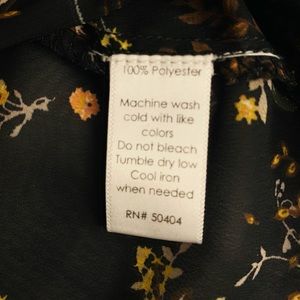 100% Polyester
Machine wash
cold with like
colors
Do not bleach
Tumble dry low
Cool iron
when needed
RN# 50404